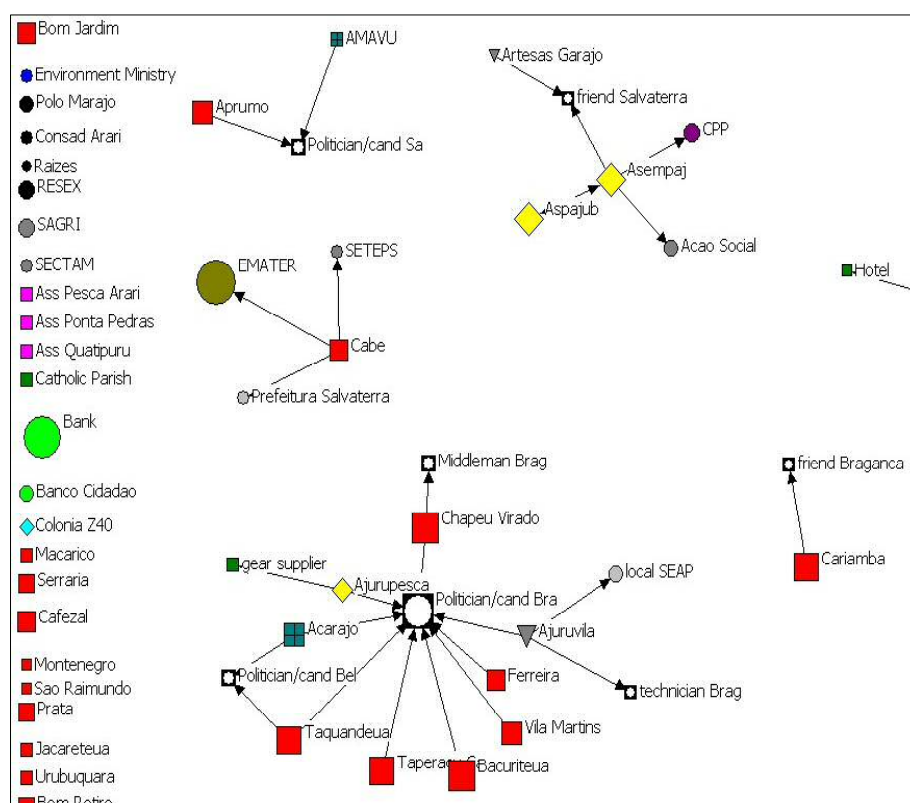 Bom Jardim
Environment Ministry
Polo Marajo
Consad Arari
Raizes
RESEX
SAGRI
SECTAM
Ass Pesca Arari
Ass Ponta Pedras
Ass Quatipuru
Catholic Parish
Bank
Banco Cidadao
Colonia Z40
Macarico
Serraria
Cafezal
Montenegro
Sao Raimundo
Prata
Jacareteua
Urubuquara
Bom Retiro
AMAVU
Aprumo
Politician/cand Sa
Artesas Garajo
friend Salvaterra
CPP
Asempaj
Aspajub
Acao Social
Hotel
SETEPS
EMATER
Cabe
Prefeitura Salvaterra
Middleman Brag
friend Braganca
Chapeu Virado
Cariamba
gear supplier
Ajurupesca
local SEAP
Politician/cand Bra
Acarajo
Ajuruvila
Politician/cand Bel
Ferreira
technician Brag
Taquandeua
Vila Martins
Bacuriteua